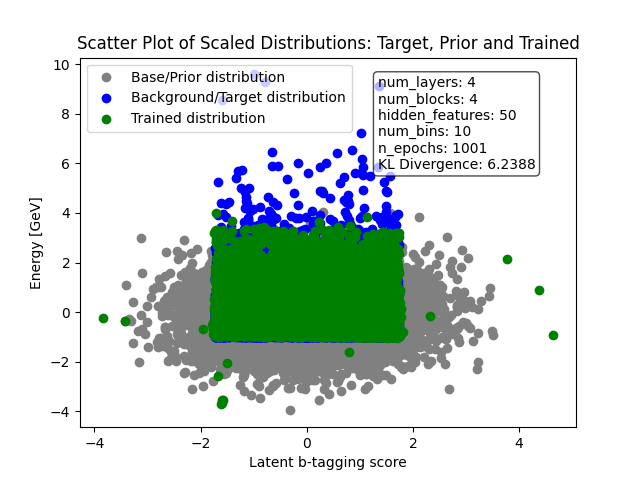 Scatter Plot of Scaled Distributions: Target, Prior and Trained
Base/Prior distribution
Background/Target distribution
Trained distribution
num_layers: 4
num_blocks: 4
hidden_features: 50
num_bins: 10
n_epochs: 1001
KL Divergence: 6.2388
Energy [GeV]
10
8
6
4
2
0
−2
−4
−4 −2 0 2 4
Latent b-tagging score